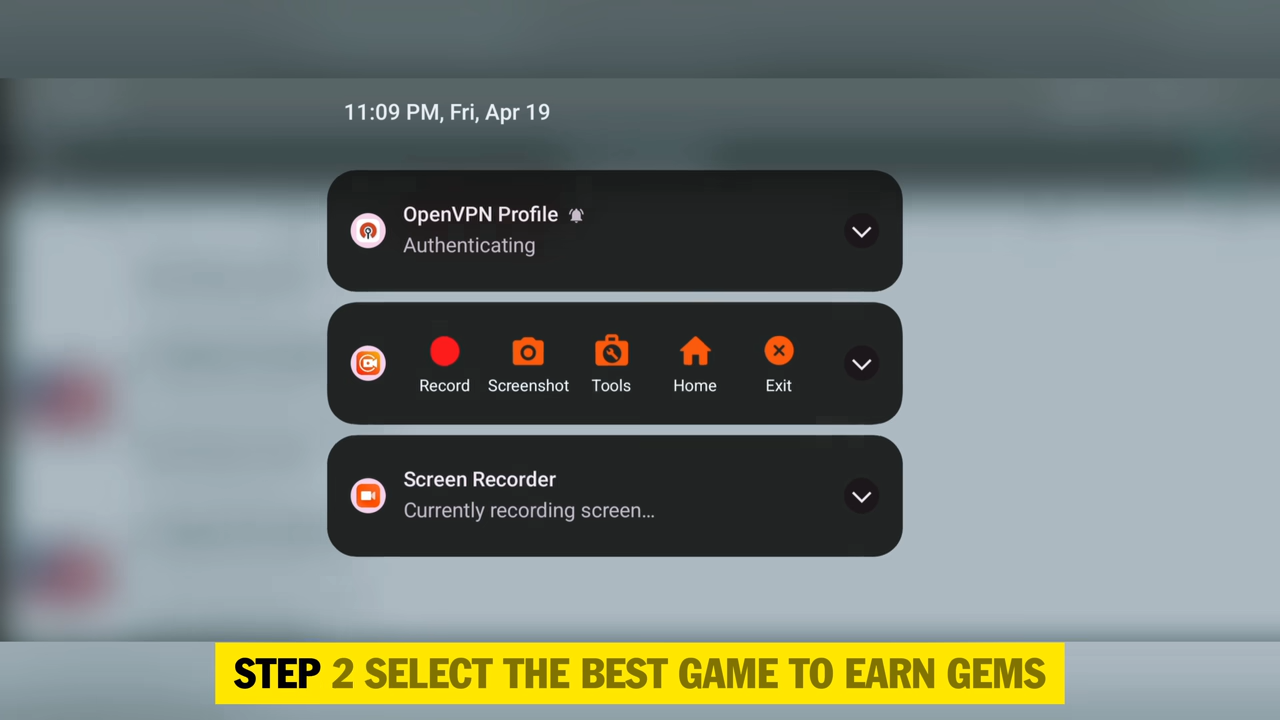 11:09 PM, Fri, Apr 19
OpenVPN Profile
Authenticating
Record Screenshot Tools Home Exit
Screen Recorder
Currently recording screen...
STEP 2 SELECT THE BEST GAME TO EARN GEMS